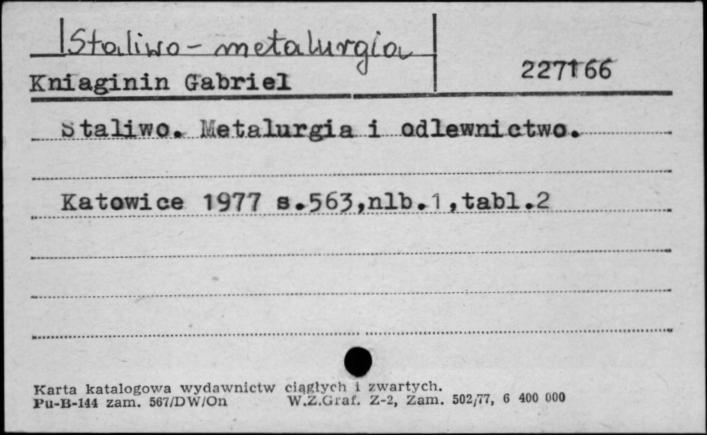 Staliwo - metalurgia
Kniaginin Gabriel
227166
Staliwo. Metalurgia i odlewnictwo.
Katowice 1977 s.563,nlb.1,tabl.2
Karta katalogowa wydawnictw ciągłych i zwartych.
Pu-B-144 zam. 567/DW/On W.Z.Graf. Z-2, Zam. 502/77, 6 400 000